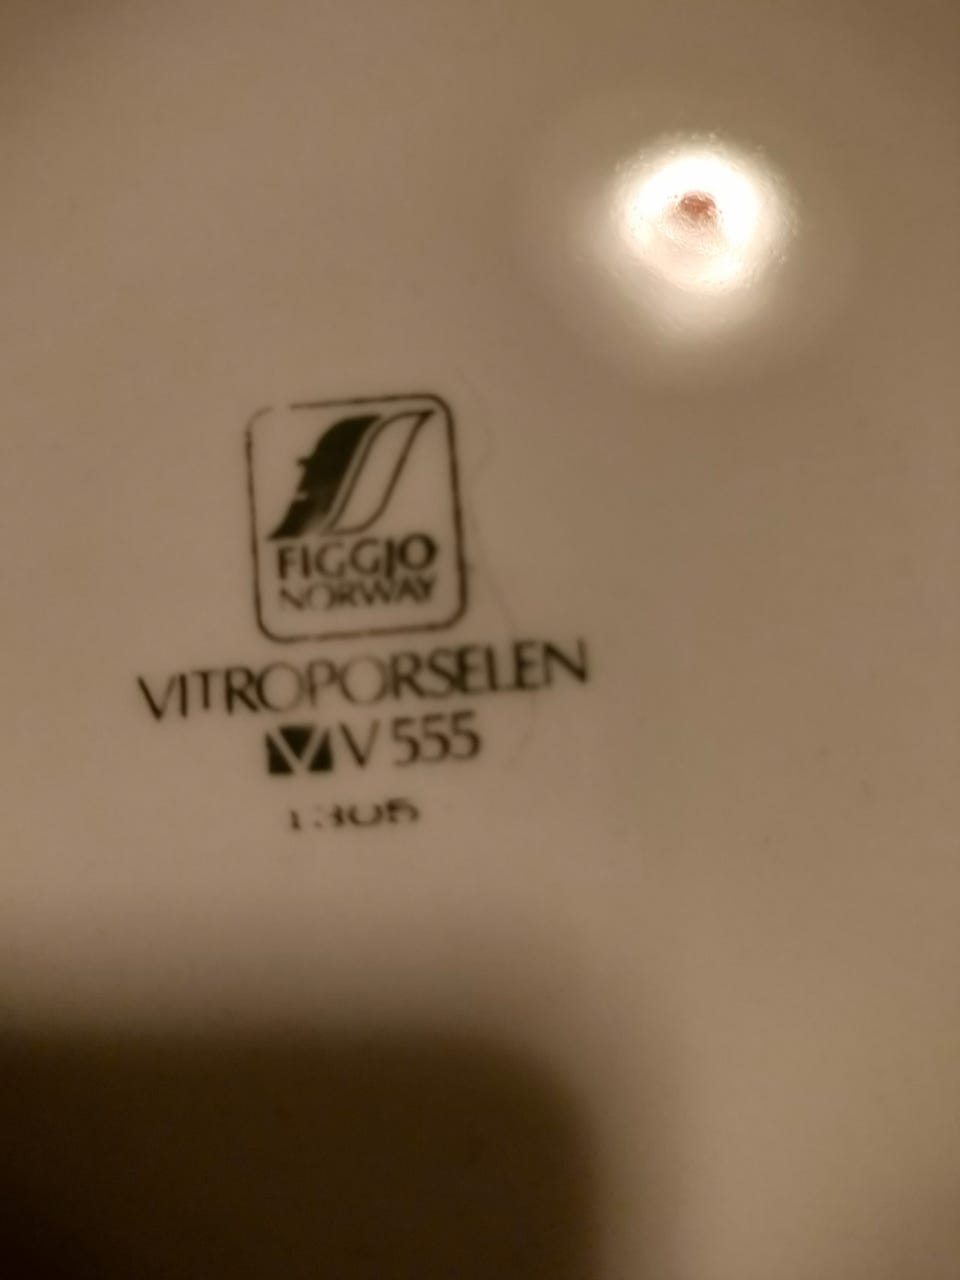 FIGGJO
NORWAY
VITROPORSELEN
V V 555